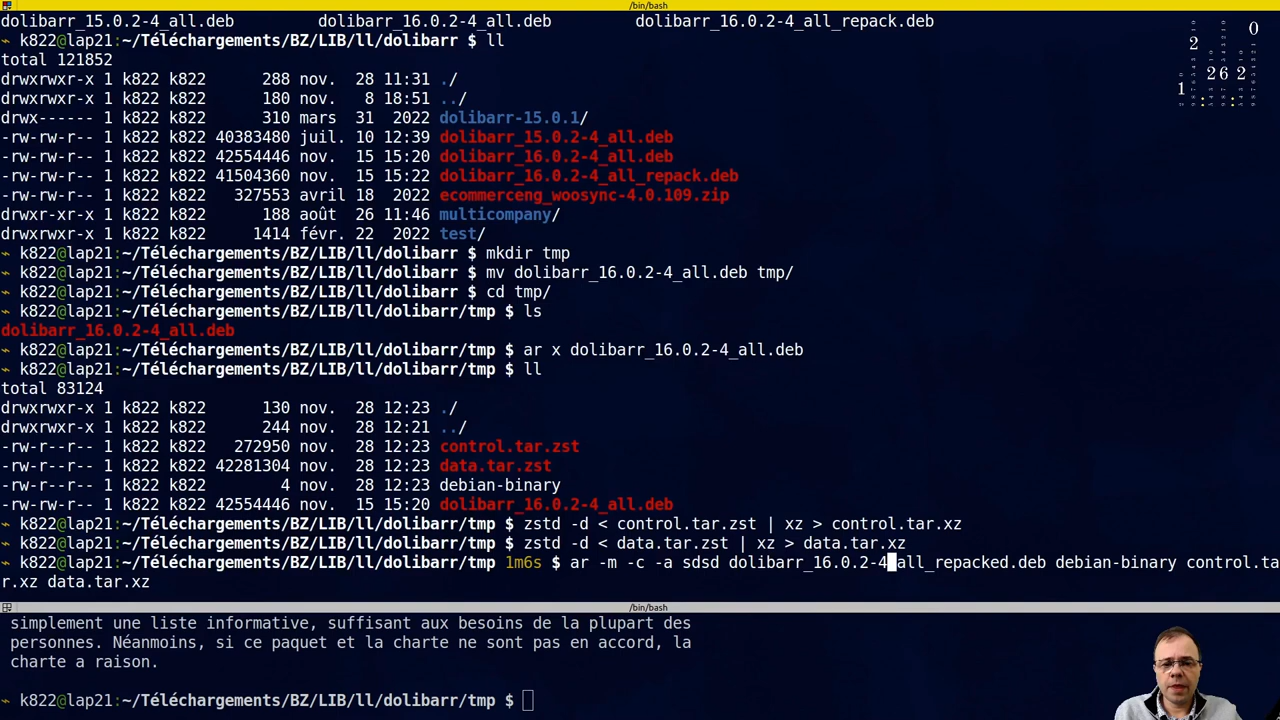 /bin/bash
dolibarr_15.0.2-4_all.deb dolibarr_16.0.2-4_all.deb dolibarr_16.0.2-4_all_repack.deb
~ k822@lap21:~/Téléchargements/BZ/LIB/ll/dolibarr $ ll
total 121852
drwxrwxr-x 1 k822 k822 288 nov. 28 11:31 ./
drwxrwxr-x 1 k822 k822 180 nov. 8 18:51 ../
drwx------ 1 k822 k822 310 mars 31 2022 dolibarr-15.0.1/
-rw-rw-r-- 1 k822 k822 40383480 juil. 10 12:39 dolibarr_15.0.2-4_all.deb
-rw-rw-r-- 1 k822 k822 42554446 nov. 15 15:20 dolibarr_16.0.2-4_all.deb
-rw-rw-r-- 1 k822 k822 41504360 nov. 15 15:22 dolibarr_16.0.2-4_all_repack.deb
-rw-rw-r-- 1 k822 k822 327553 avril 18 2022 ecommerceng_woosync-4.0.109.zip
drwxr-xr-x 1 k822 k822 188 août 26 11:46 multicompany/
drwxrwxr-x 1 k822 k822 1414 févr. 22 2022 test/
~ k822@lap21:~/Téléchargements/BZ/LIB/ll/dolibarr $ mkdir tmp
~ k822@lap21:~/Téléchargements/BZ/LIB/ll/dolibarr $ mv dolibarr_16.0.2-4_all.deb tmp/
~ k822@lap21:~/Téléchargements/BZ/LIB/ll/dolibarr $ cd tmp/
~ k822@lap21:~/Téléchargements/BZ/LIB/ll/dolibarr/tmp $ ls
dolibarr_16.0.2-4_all.deb
~ k822@lap21:~/Téléchargements/BZ/LIB/ll/dolibarr/tmp $ ar x dolibarr_16.0.2-4_all.deb
~ k822@lap21:~/Téléchargements/BZ/LIB/ll/dolibarr/tmp $ ll
total 83124
drwxrwxr-x 1 k822 k822 130 nov. 28 12:23 ./
drwxrwxr-x 1 k822 k822 244 nov. 28 12:21 ../
-rw-r--r-- 1 k822 k822 272950 nov. 28 12:23 control.tar.zst
-rw-r--r-- 1 k822 k822 42281304 nov. 28 12:23 data.tar.zst
-rw-r--r-- 1 k822 k822 4 nov. 28 12:23 debian-binary
-rw-rw-r-- 1 k822 k822 42554446 nov. 15 15:20 dolibarr_16.0.2-4_all.deb
~ k822@lap21:~/Téléchargements/BZ/LIB/ll/dolibarr/tmp $ zstd -d < control.tar.zst | xz > control.tar.xz
~ k822@lap21:~/Téléchargements/BZ/LIB/ll/dolibarr/tmp $ zstd -d < data.tar.zst | xz > data.tar.xz
~ k822@lap21:~/Téléchargements/BZ/LIB/ll/dolibarr/tmp 1m6s $ ar -m -c -a sdsd dolibarr_16.0.2-4 all_repacked.deb debian-binary control.ta
r.xz data.tar.xz
/bin/bash
simplement une liste informative, suffisant aux besoins de la plupart des
personnes. Néanmoins, si ce paquet et la charte ne sont pas en accord, la
charte a raison.
~ k822@lap21:~/Téléchargements/BZ/LIB/ll/dolibarr/tmp $